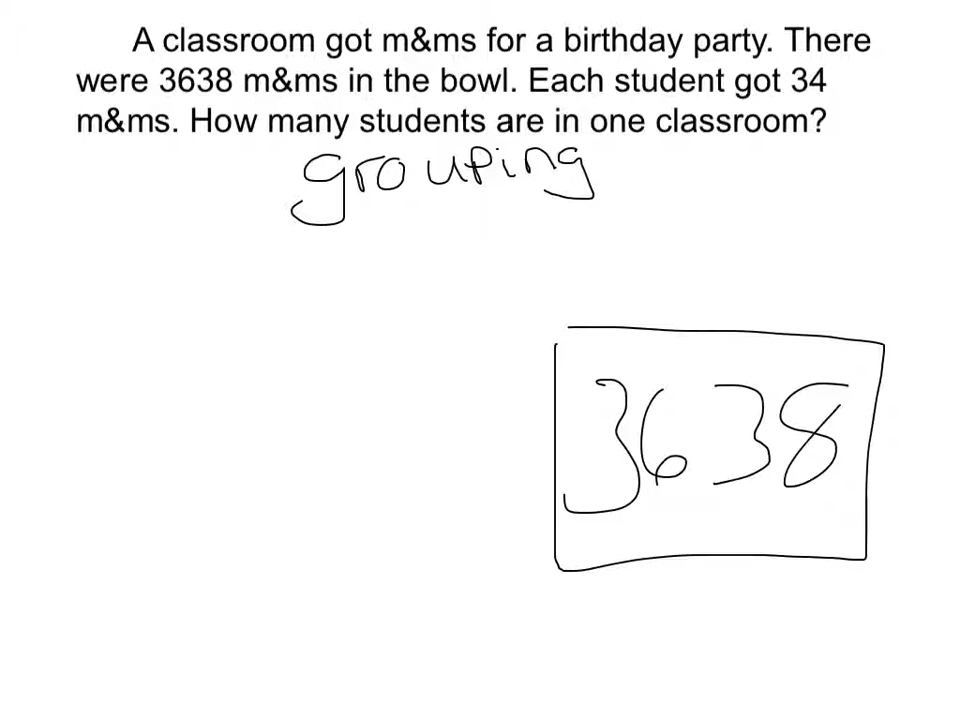 A classroom got m&ms for a birthday party. There
were 3638 m&ms in the bowl. Each student got 34
m&ms. How many students are in one classroom?
grouping
3638